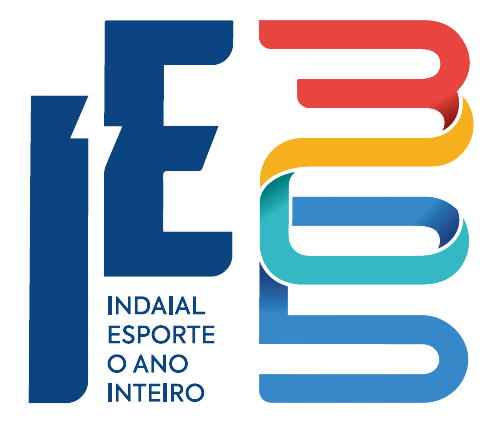 IE
365
INDAIAL
ESPORTE
O ANO
INTEIRO